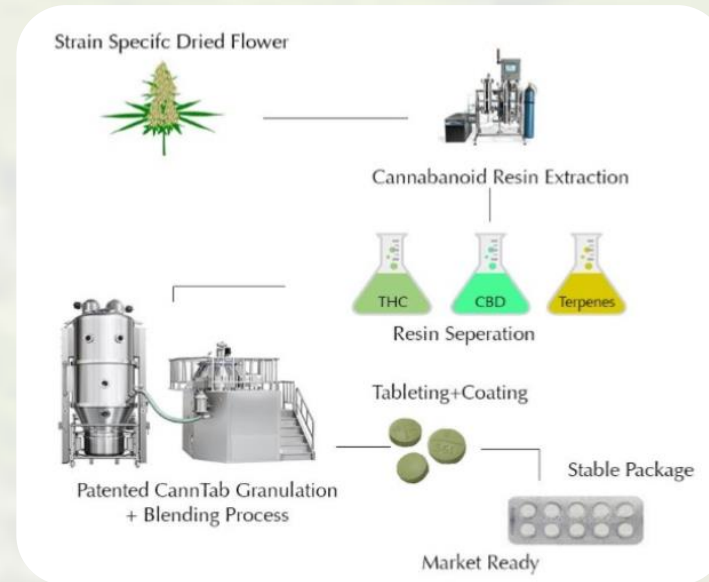 Strain Specifc Dried Flower
Cannabanoid Resin Extraction
THC
CBD
Terpenes
Resin Seperation
Tableting+Coating
Patented CannTab Granulation
+ Blending Process
Stable Package
Market Ready